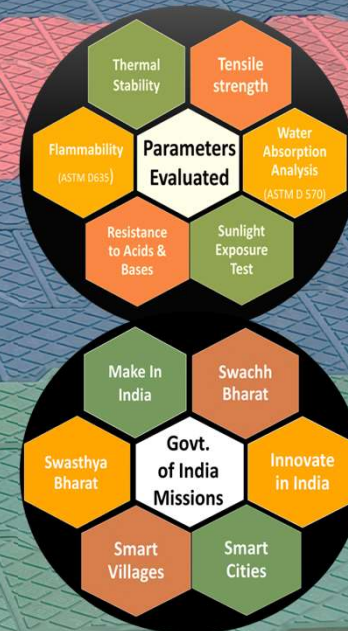 Thermal
Stability
Tensile
strength
Flammability
(ASTM D635)
Parameters
Evaluated
Water
Absorption
Analysis
(ASTM D 570)
Resistance
to Acids &
Bases
Sunlight
Exposure
Test
Make In
India
Swachh
Bharat
Swasthya
Bharat
Govt.
of India
Missions
Innovate
in India
Smart
Villages
Smart
Cities